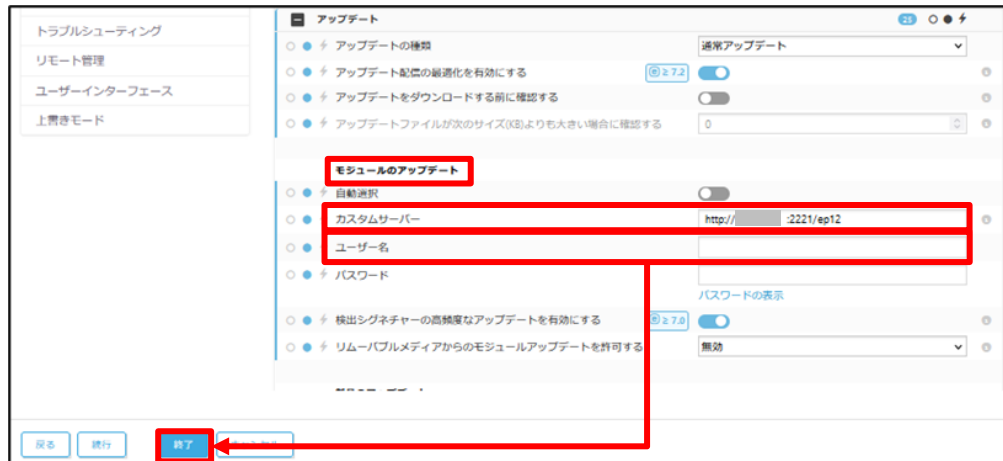 トラブルシューティング
リモート管理
ユーザーインターフェース
上書きモード
アップデート
25
アップデートの種類
通常アップデート
アップデート配信の最適化を有効にする
≥ 7.2
アップデートをダウンロードする前に確認する
アップデートファイルが次のサイズ(KB)よりも大きい場合に確認する
0
モジュールのアップデート
自動選択
カスタムサーバー
http:// :2221/ep12
ユーザー名
パスワード
パスワードの表示
検出シグネチャーの高頻度なアップデートを有効にする
≥ 7.0
リムーバブルメディアからのモジュールアップデートを許可する
無効
戻る
続行
終了